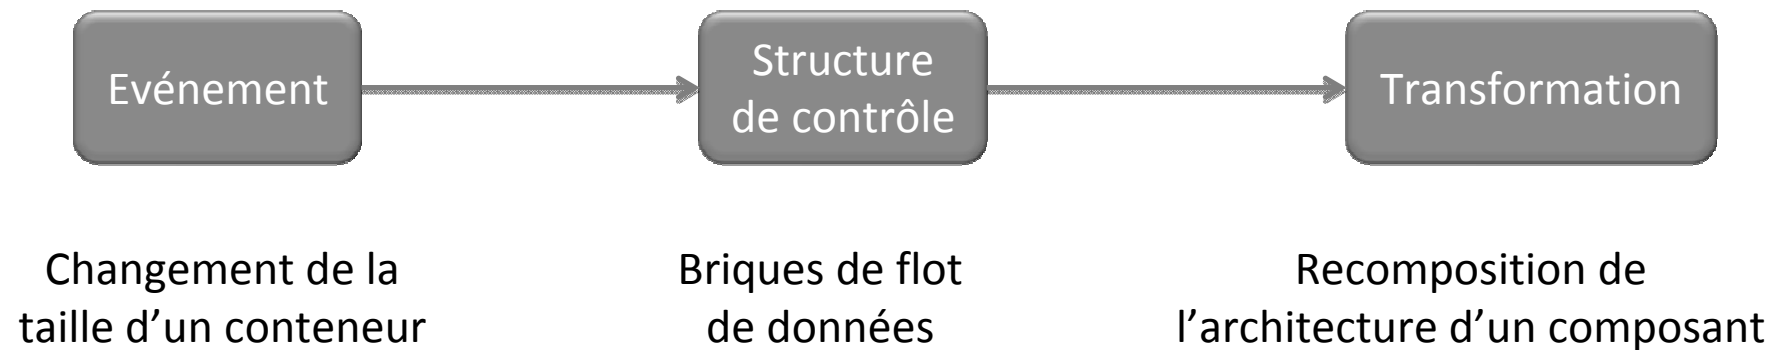 Evénement
Structure
de contrôle
Transformation
Changement de la
taille d’un conteneur
Briques de flot
de données
Recomposition de
l’architecture d’un composant